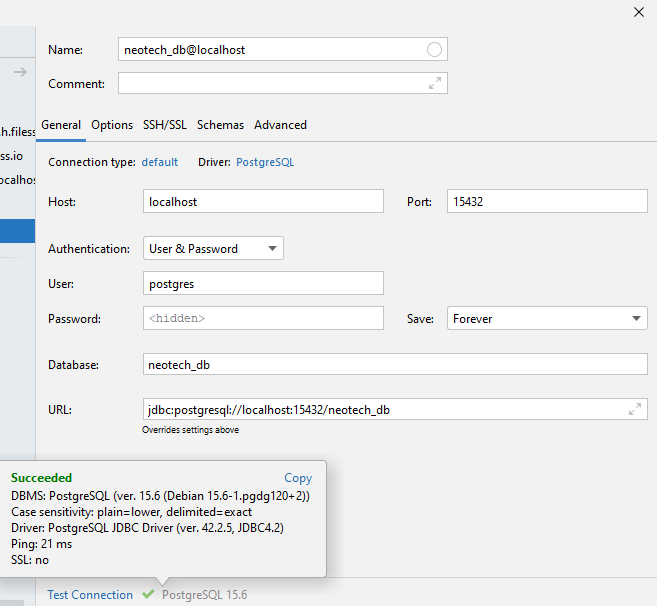 Name: neotech_db@localhost
Comment:
h.filess
ss.io
ocalhos
General Options SSH/SSL Schemas Advanced
Connection type: default Driver: PostgreSQL
Host: localhost Port: 15432
Authentication: User & Password
User: postgres
Password: <hidden> Save: Forever
Database: neotech_db
URL: jdbc:postgresql://localhost:15432/neotech_db
Overrides settings above
Succeeded Copy
DBMS: PostgreSQL (ver. 15.6 (Debian 15.6-1.pgdg120+2))
Case sensitivity: plain=lower, delimited=exact
Driver: PostgreSQL JDBC Driver (ver. 42.2.5, JDBC4.2)
Ping: 21 ms
SSL: no
Test Connection PostgreSQL 15.6